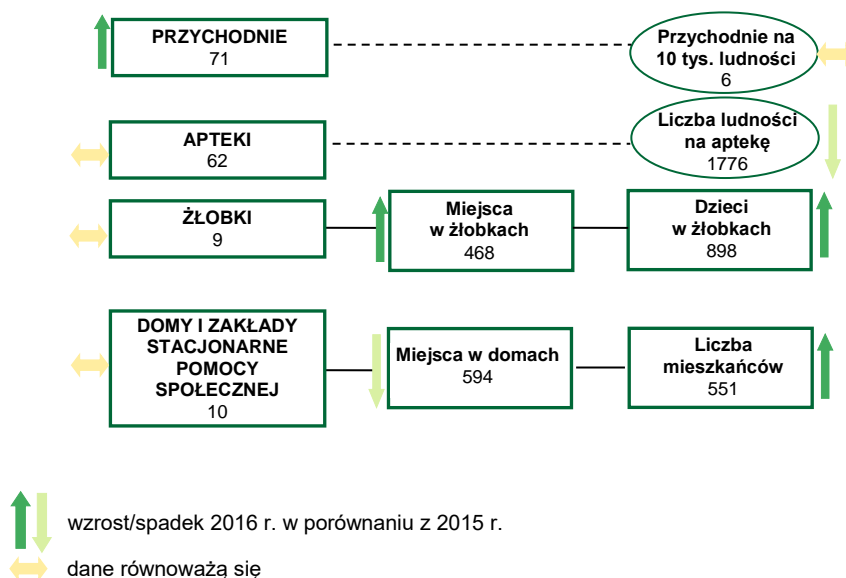 PRZYCHODNIE
71
Przychodnie na
10 tys. ludności
6
APTEKI
62
Liczba ludności
na aptekę
1776
ŻŁOBKI
9
Miejsca
w żłobkach
468
Dzieci
w żłobkach
898
DOMY I ZAKŁADY
STACJONARNE
POMOCY
SPOŁECZNEJ
10
Miejsca w domach
594
Liczba
mieszkańców
551
wzrost/spadek 2016 r. w porównaniu z 2015 r.
dane równoważą się